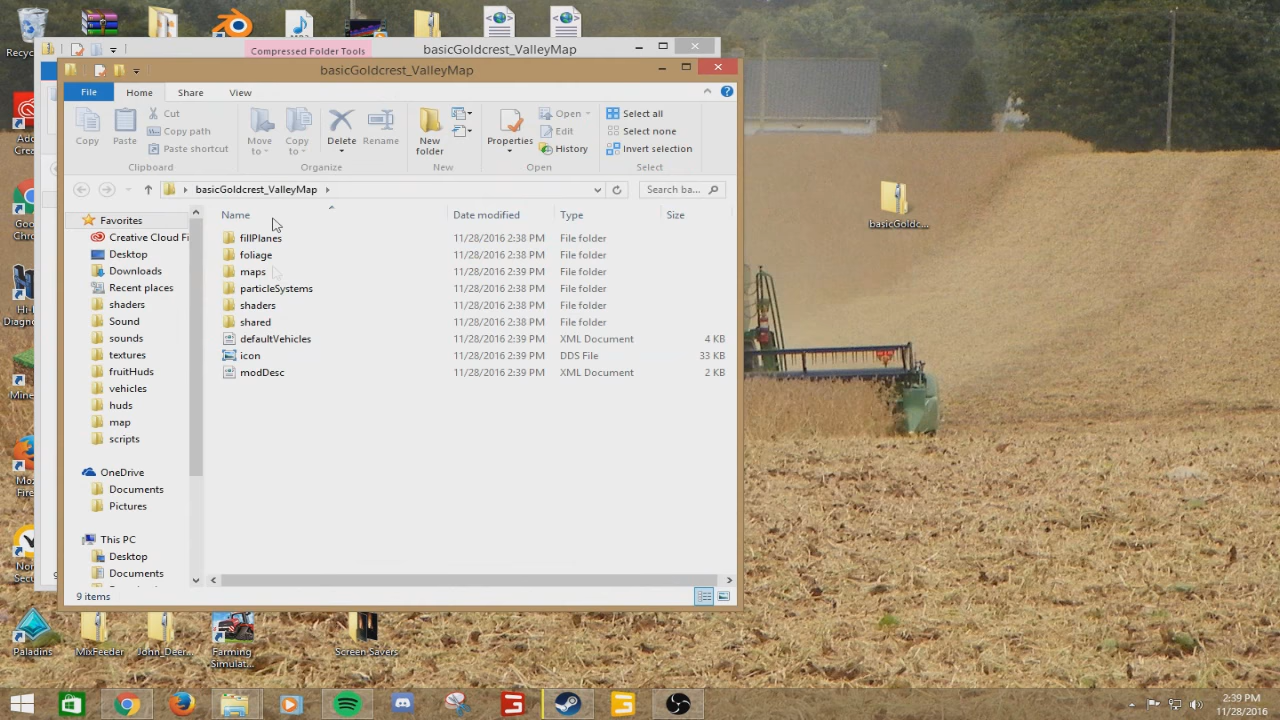 Compressed Folder Tools
basicGoldcrest_ValleyMap
basicGoldcrest_ValleyMap
File Home Share View
Copy
Paste
Cut
Copy path
Paste shortcut
Move to
Copy to
Delete
Rename
New folder
Properties
Open
Edit
History
Select all
Select none
Invert selection
Clipboard Organize New Open Select
basicGoldcrest_ValleyMap
Search ba...
Name Date modified Type Size
fillPlanes 11/28/2016 2:38 PM File folder
foliage 11/28/2016 2:38 PM File folder
maps 11/28/2016 2:39 PM File folder
particleSystems 11/28/2016 2:38 PM File folder
shaders 11/28/2016 2:38 PM File folder
shared 11/28/2016 2:38 PM File folder
defaultVehicles 11/28/2016 2:39 PM XML Document 4 KB
icon 11/28/2016 2:39 PM DDS File 33 KB
modDesc 11/28/2016 2:39 PM XML Document 2 KB
Favorites
Creative Cloud Fi
Desktop
Downloads
Recent places
shaders
Sound
sounds
textures
fruitHuds
vehicles
huds
map
scripts
OneDrive
Documents
Pictures
This PC
Desktop
Documents
9 items
basicGoldc...
Recyc
Ado
Crea
Goo
Chro
Hi-
Diagno
Mine
Moz
Fire
Nor
Secu
Paladins
MixFeeder
John_Deer...
Farming
Simulat...
Screen Savers
2:39 PM
11/28/2016